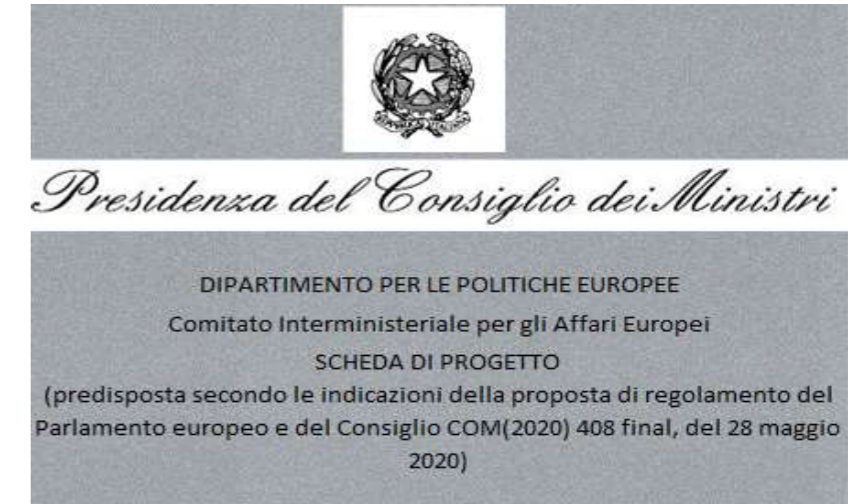 REPVBBLICA ITALIANA
Presidenza del Consiglio dei Ministri
DIPARTIMENTO PER LE POLITICHE EUROPEE
Comitato Interministeriale per gli Affari Europei
SCHEDA DI PROGETTO
(predisposta secondo le indicazioni della proposta di regolamento del
Parlamento europeo e del Consiglio COM(2020) 408 final, del 28 maggio
2020)